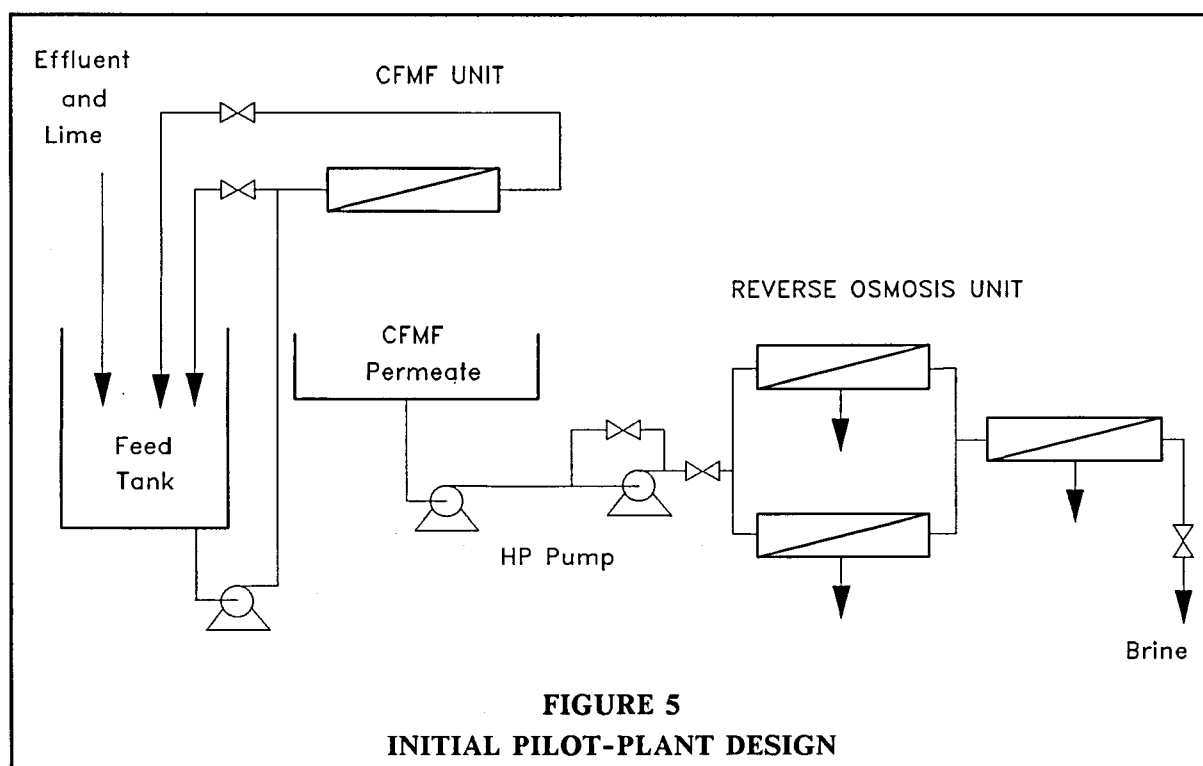 Effluent
and
Lime
CFMF UNIT
REVERSE OSMOSIS UNIT
CFMF
Permeate
Feed
Tank
HP Pump
Brine
FIGURE 5
INITIAL PILOT-PLANT DESIGN